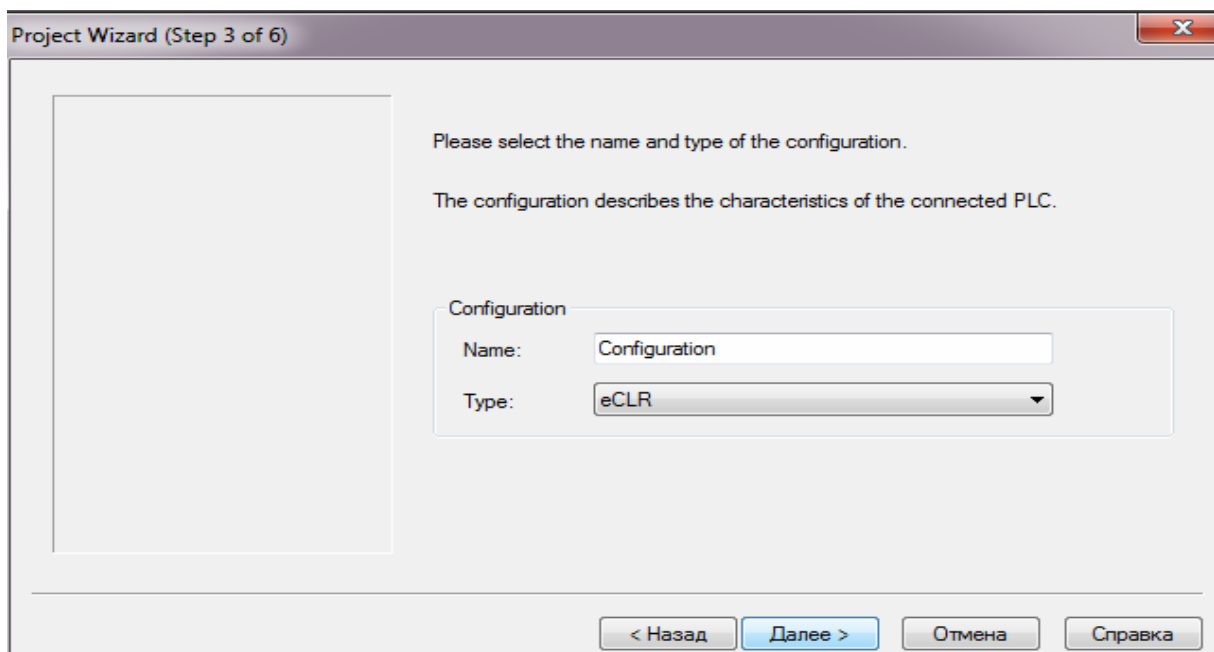 Project Wizard (Step 3 of 6)
Please select the name and type of the configuration.
The configuration describes the characteristics of the connected PLC.
Configuration
Name:
Configuration
Type:
eCLR
< Назад
Далее >
Отмена
Справка